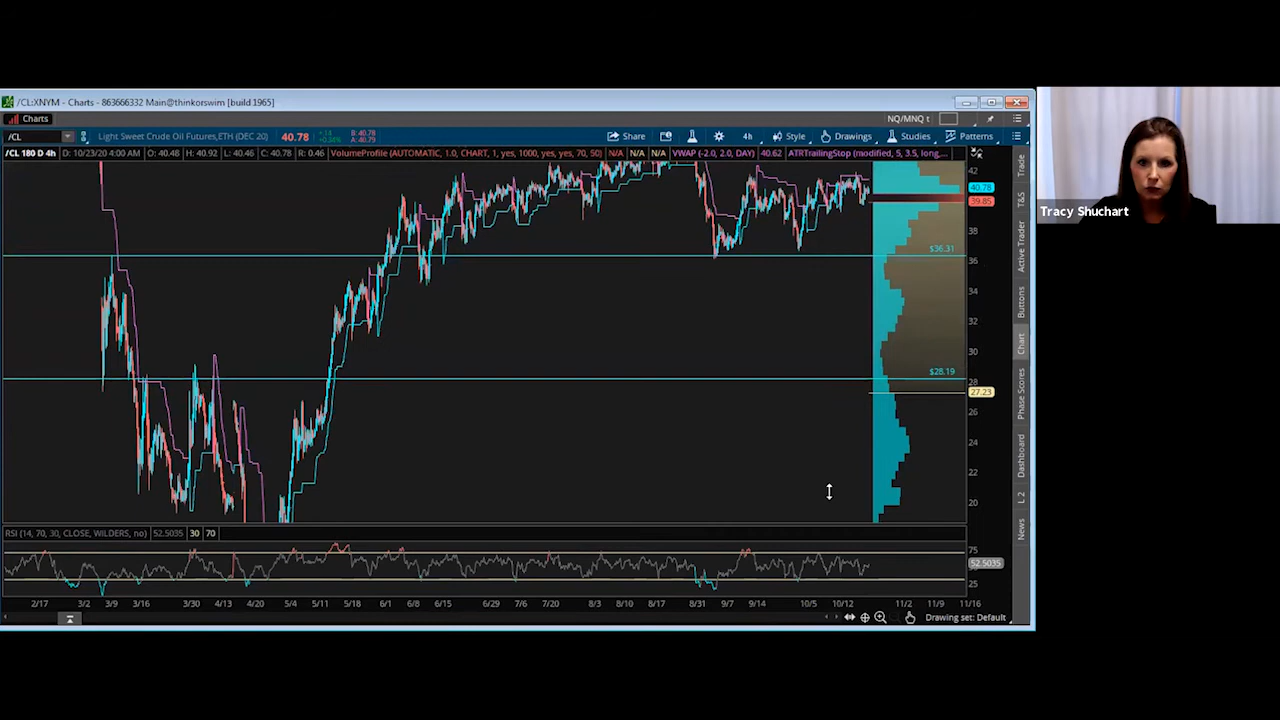 /CL:XNYM - Charts - 863666332 Main@thinkorswim [build 1965]
Charts
NQ/MNQ t
/CL
Light Sweet Crude Oil Futures,ETH (DEC 20)
40.78
+.14
+0.34%
B: 40.78
A: 40.79
Share
4h
Style
Drawings
Studies
Patterns
/CL 180 D 4h
D: 10/23/20 4:00 AM
O: 40.48
H: 40.92
L: 40.46
C: 40.78
R: 0.46
VolumeProfile (AUTOMATIC, 1.0, CHART, 1, yes, 1000, yes, yes, 70, 50)
N/A
N/A
N/A
VWAP (-2.0, 2.0, DAY)
40.62
ATRTrailingStop (modified, 5, 3.5, long,...
42
40.78
39.85
38
$36.31
36
34
32
30
$28.19
28
27.23
26
24
22
20
RSI (14, 70, 30, CLOSE, WILDERS, no)
52.5035
30
70
75
52.5035
25
2/17
3/2
3/9
3/16
3/30
4/13
4/20
5/4
5/11
5/18
6/1
6/8
6/15
6/29
7/6
7/20
8/3
8/10
8/17
8/31
9/7
9/14
10/5
10/12
11/2
11/9
11/16
Drawing set: Default
Trade
T&S
Active Trader
Buttons
Chart
Phase Scores
Dashboard
L 2
News
Tracy Shuchart